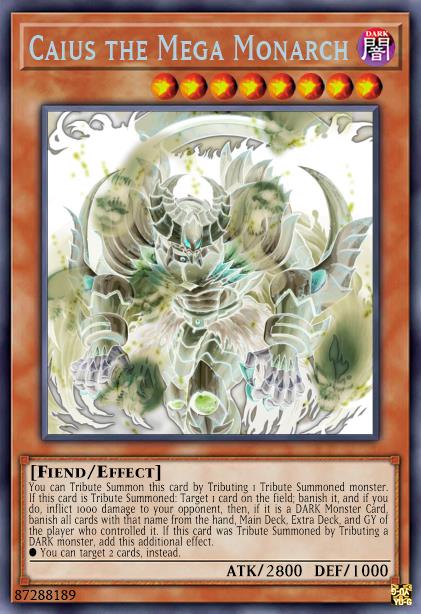 CAIUS THE MEGA MONARCH
DARK
闇
[FIEND/EFFECT]
You can Tribute Summon this card by Tributing 1 Tribute Summoned monster.
If this card is Tribute Summoned: Target 1 card on the field; banish it, and if you
do, inflict 1000 damage to your opponent, then, if it is a DARK Monster Card,
banish all cards with that name from the hand, Main Deck, Extra Deck, and GY of
the player who controlled it. If this card was Tribute Summoned by Tributing a
DARK monster, add this additional effect.
● You can target 2 cards, instead.
ATK/2800 DEF/1000
87288189